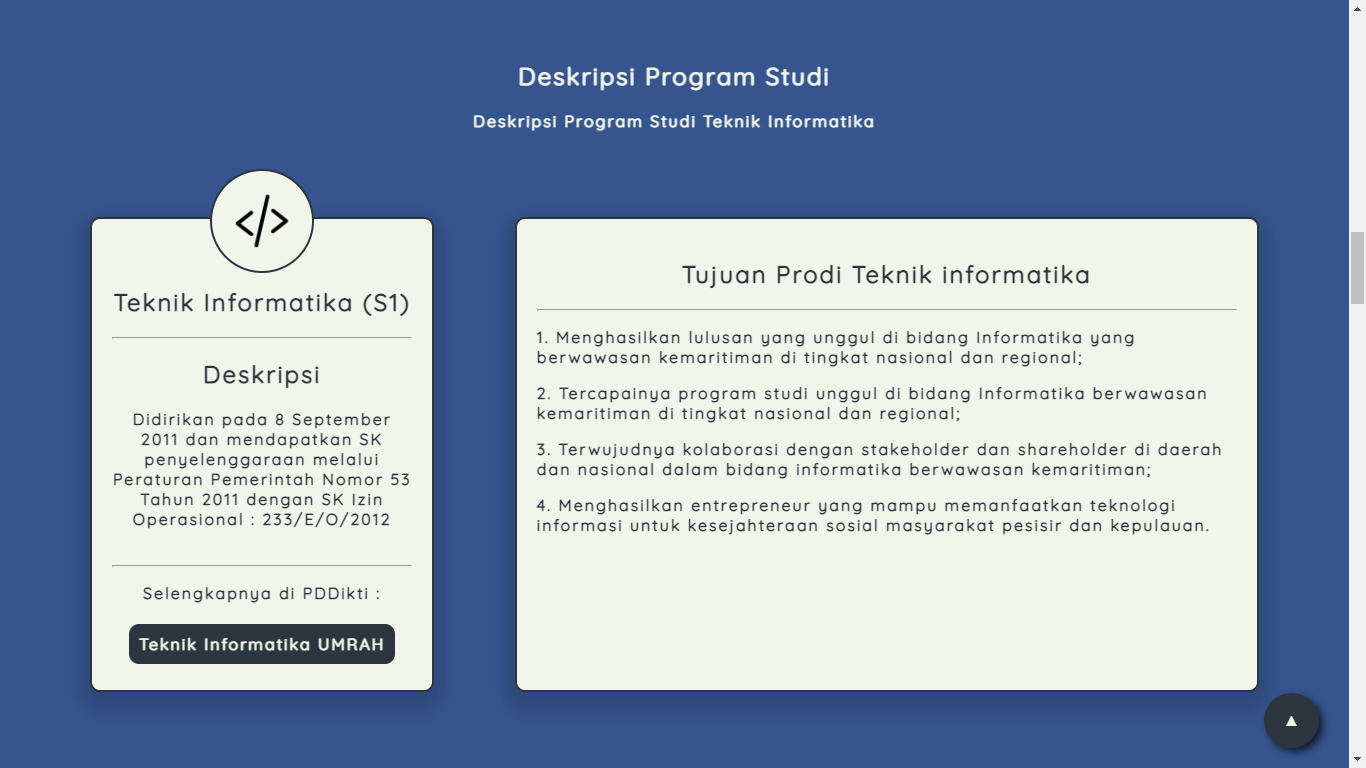 Deskripsi Program Studi
Deskripsi Program Studi Teknik Informatika
</>
Teknik Informatika (S1)
Deskripsi
Didirikan pada 8 September
2011 dan mendapatkan SK
penyelenggaraan melalui
Peraturan Pemerintah Nomor 53
Tahun 2011 dengan SK Izin
Operasional : 233/E/O/2012
Selengkapnya di PDDikti :
Teknik Informatika UMRAH
Tujuan Prodi Teknik informatika
1. Menghasilkan lulusan yang unggul di bidang Informatika yang
berwawasan kemaritiman di tingkat nasional dan regional;
2. Tercapainya program studi unggul di bidang Informatika berwawasan
kemaritiman di tingkat nasional dan regional;
3. Terwujudnya kolaborasi dengan stakeholder dan shareholder di daerah
dan nasional dalam bidang informatika berwawasan kemaritiman;
4. Menghasilkan entrepreneur yang mampu memanfaatkan teknologi
informasi untuk kesejahteraan sosial masyarakat pesisir dan kepulauan.